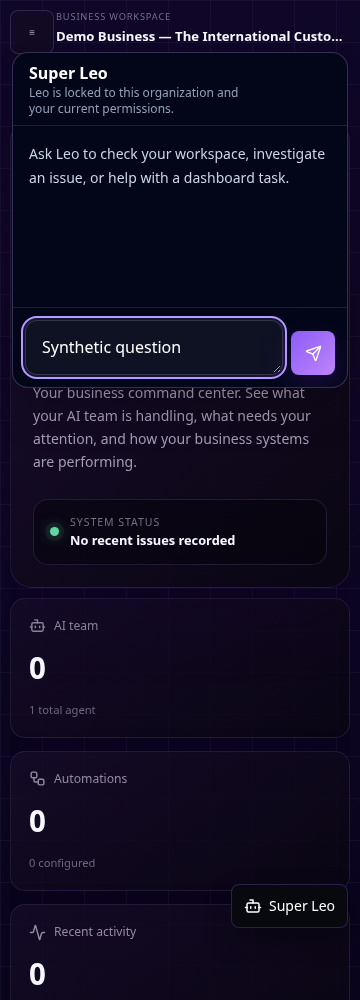 BUSINESS WORKSPACE
Demo Business — The International Custo...
Super Leo
Leo is locked to this organization and
your current permissions.
Ask Leo to check your workspace, investigate
an issue, or help with a dashboard task.
Synthetic question
Your business command center. See what
your AI team is handling, what needs your
attention, and how your business systems
are performing.
SYSTEM STATUS
No recent issues recorded
AI team
0
1 total agent
Automations
0
0 configured
Super Leo
Recent activity
0